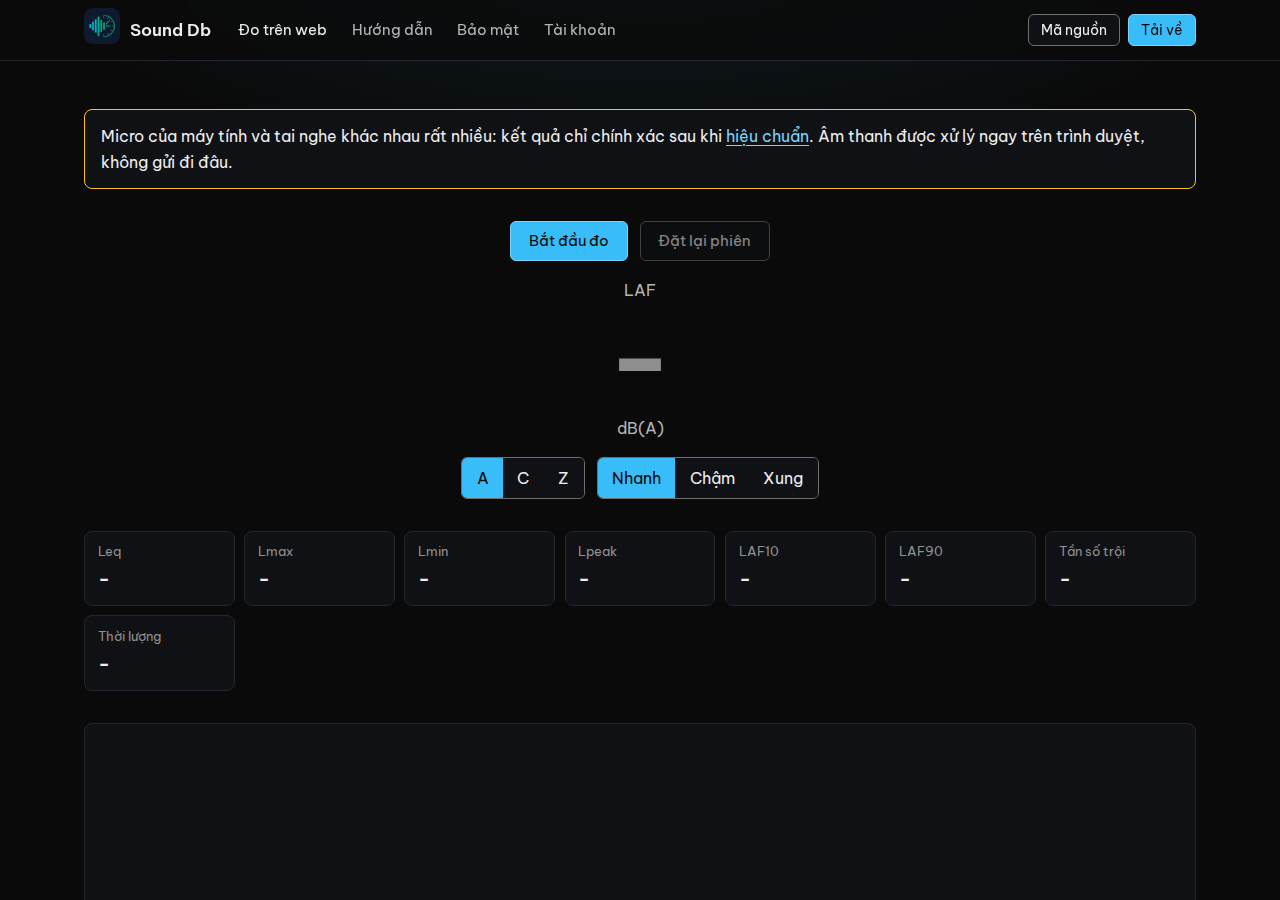 Sound Db Đo trên web Hướng dẫn Bảo mật Tài khoản Mã nguồn Tải về
Micro của máy tính và tai nghe khác nhau rất nhiều: kết quả chỉ chính xác sau khi hiệu chuẩn. Âm thanh được xử lý ngay trên trình duyệt,
không gửi đi đâu.
Bắt đầu đo Đặt lại phiên
LAF
–
dB(A)
A C Z Nhanh Chậm Xung
Leq Lmax Lmin Lpeak LAF10 LAF90 Tần số trội
– – – – – – –
Thời lượng
–